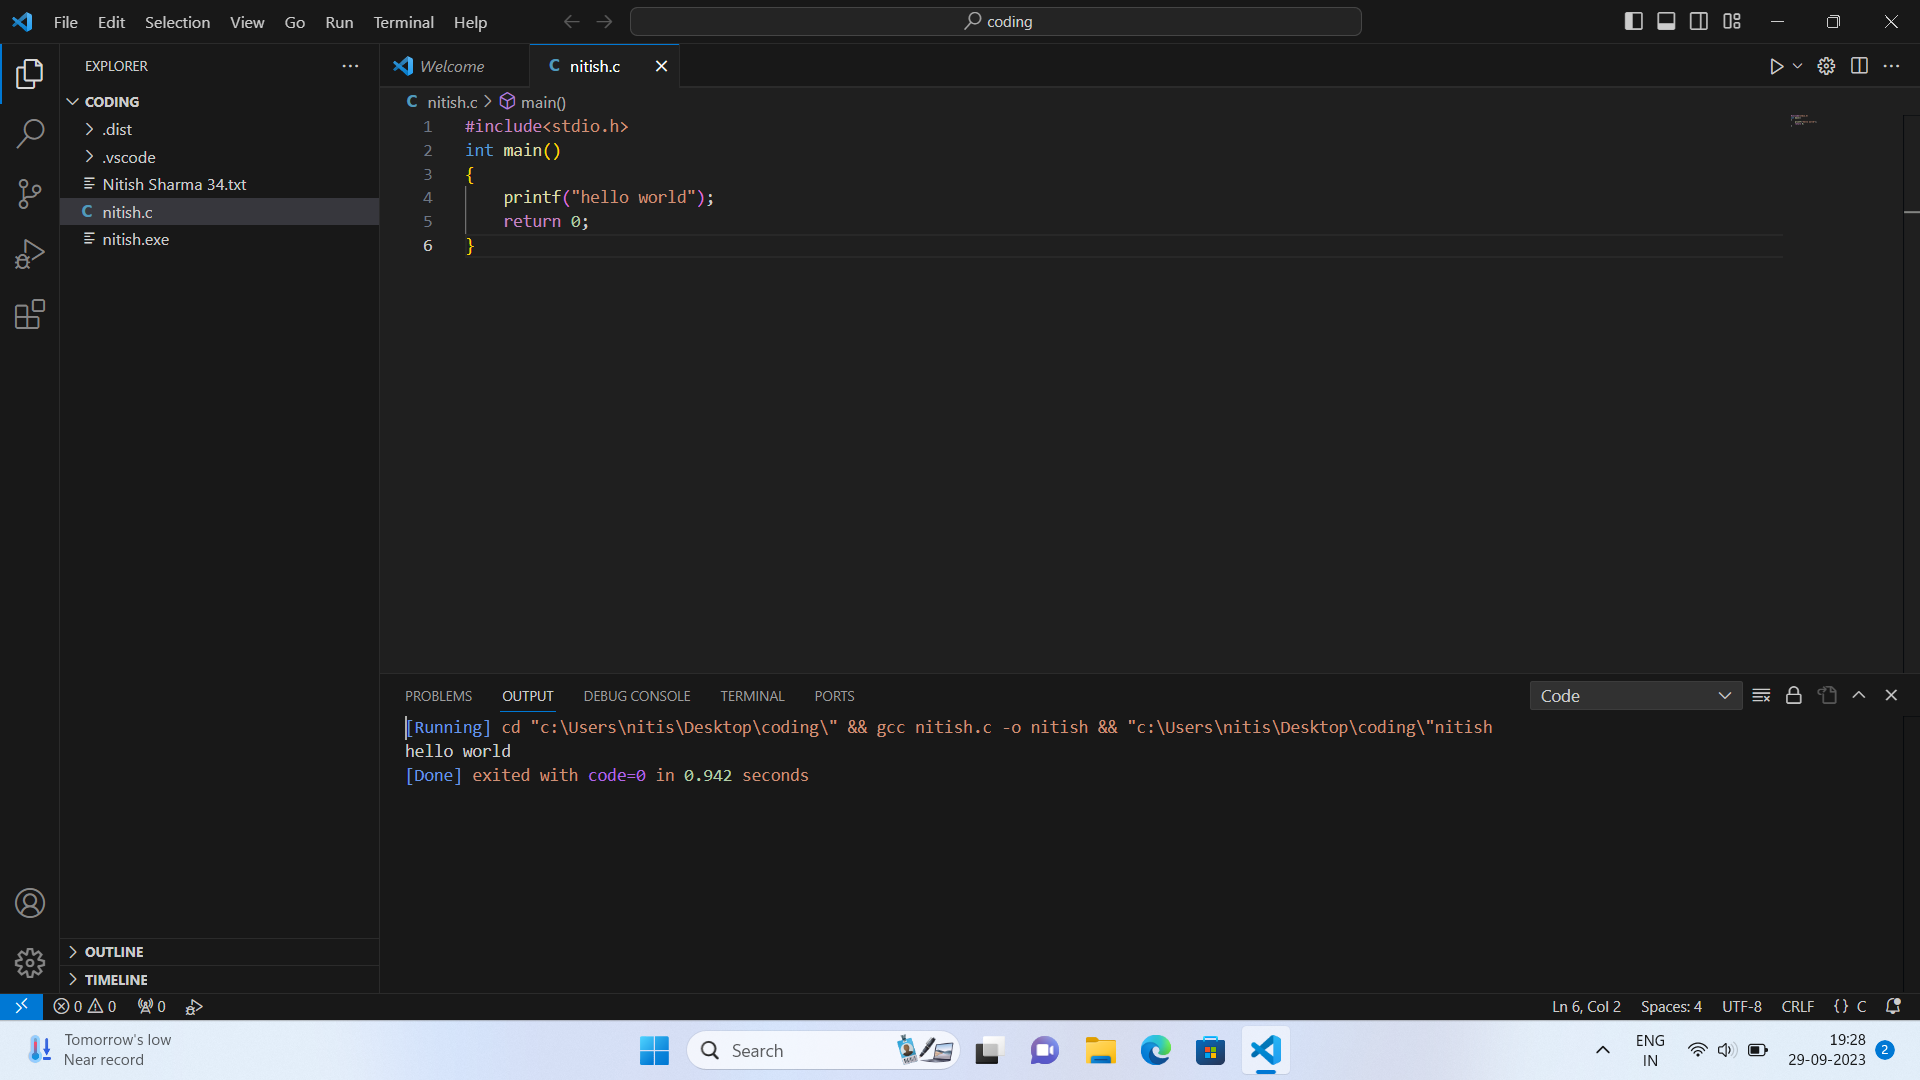 File Edit Selection View Go Run Terminal Help
coding
EXPLORER
CODING
.dist
.vscode
Nitish Sharma 34.txt
C nitish.c
nitish.exe
OUTLINE
TIMELINE
Welcome
C nitish.c
C nitish.c > main()
1 #include<stdio.h>
2 int main()
3 {
4 printf("hello world");
5 return 0;
6 }
PROBLEMS OUTPUT DEBUG CONSOLE TERMINAL PORTS
Code
[Running] cd "c:\Users\nitis\Desktop\coding\" && gcc nitish.c -o nitish && "c:\Users\nitis\Desktop\coding\"nitish
hello world
[Done] exited with code=0 in 0.942 seconds
0 0 0
Ln 6, Col 2 Spaces: 4 UTF-8 CRLF {} C
Tomorrow's low
Near record
Search
ENG
IN
19:28
29-09-2023
2